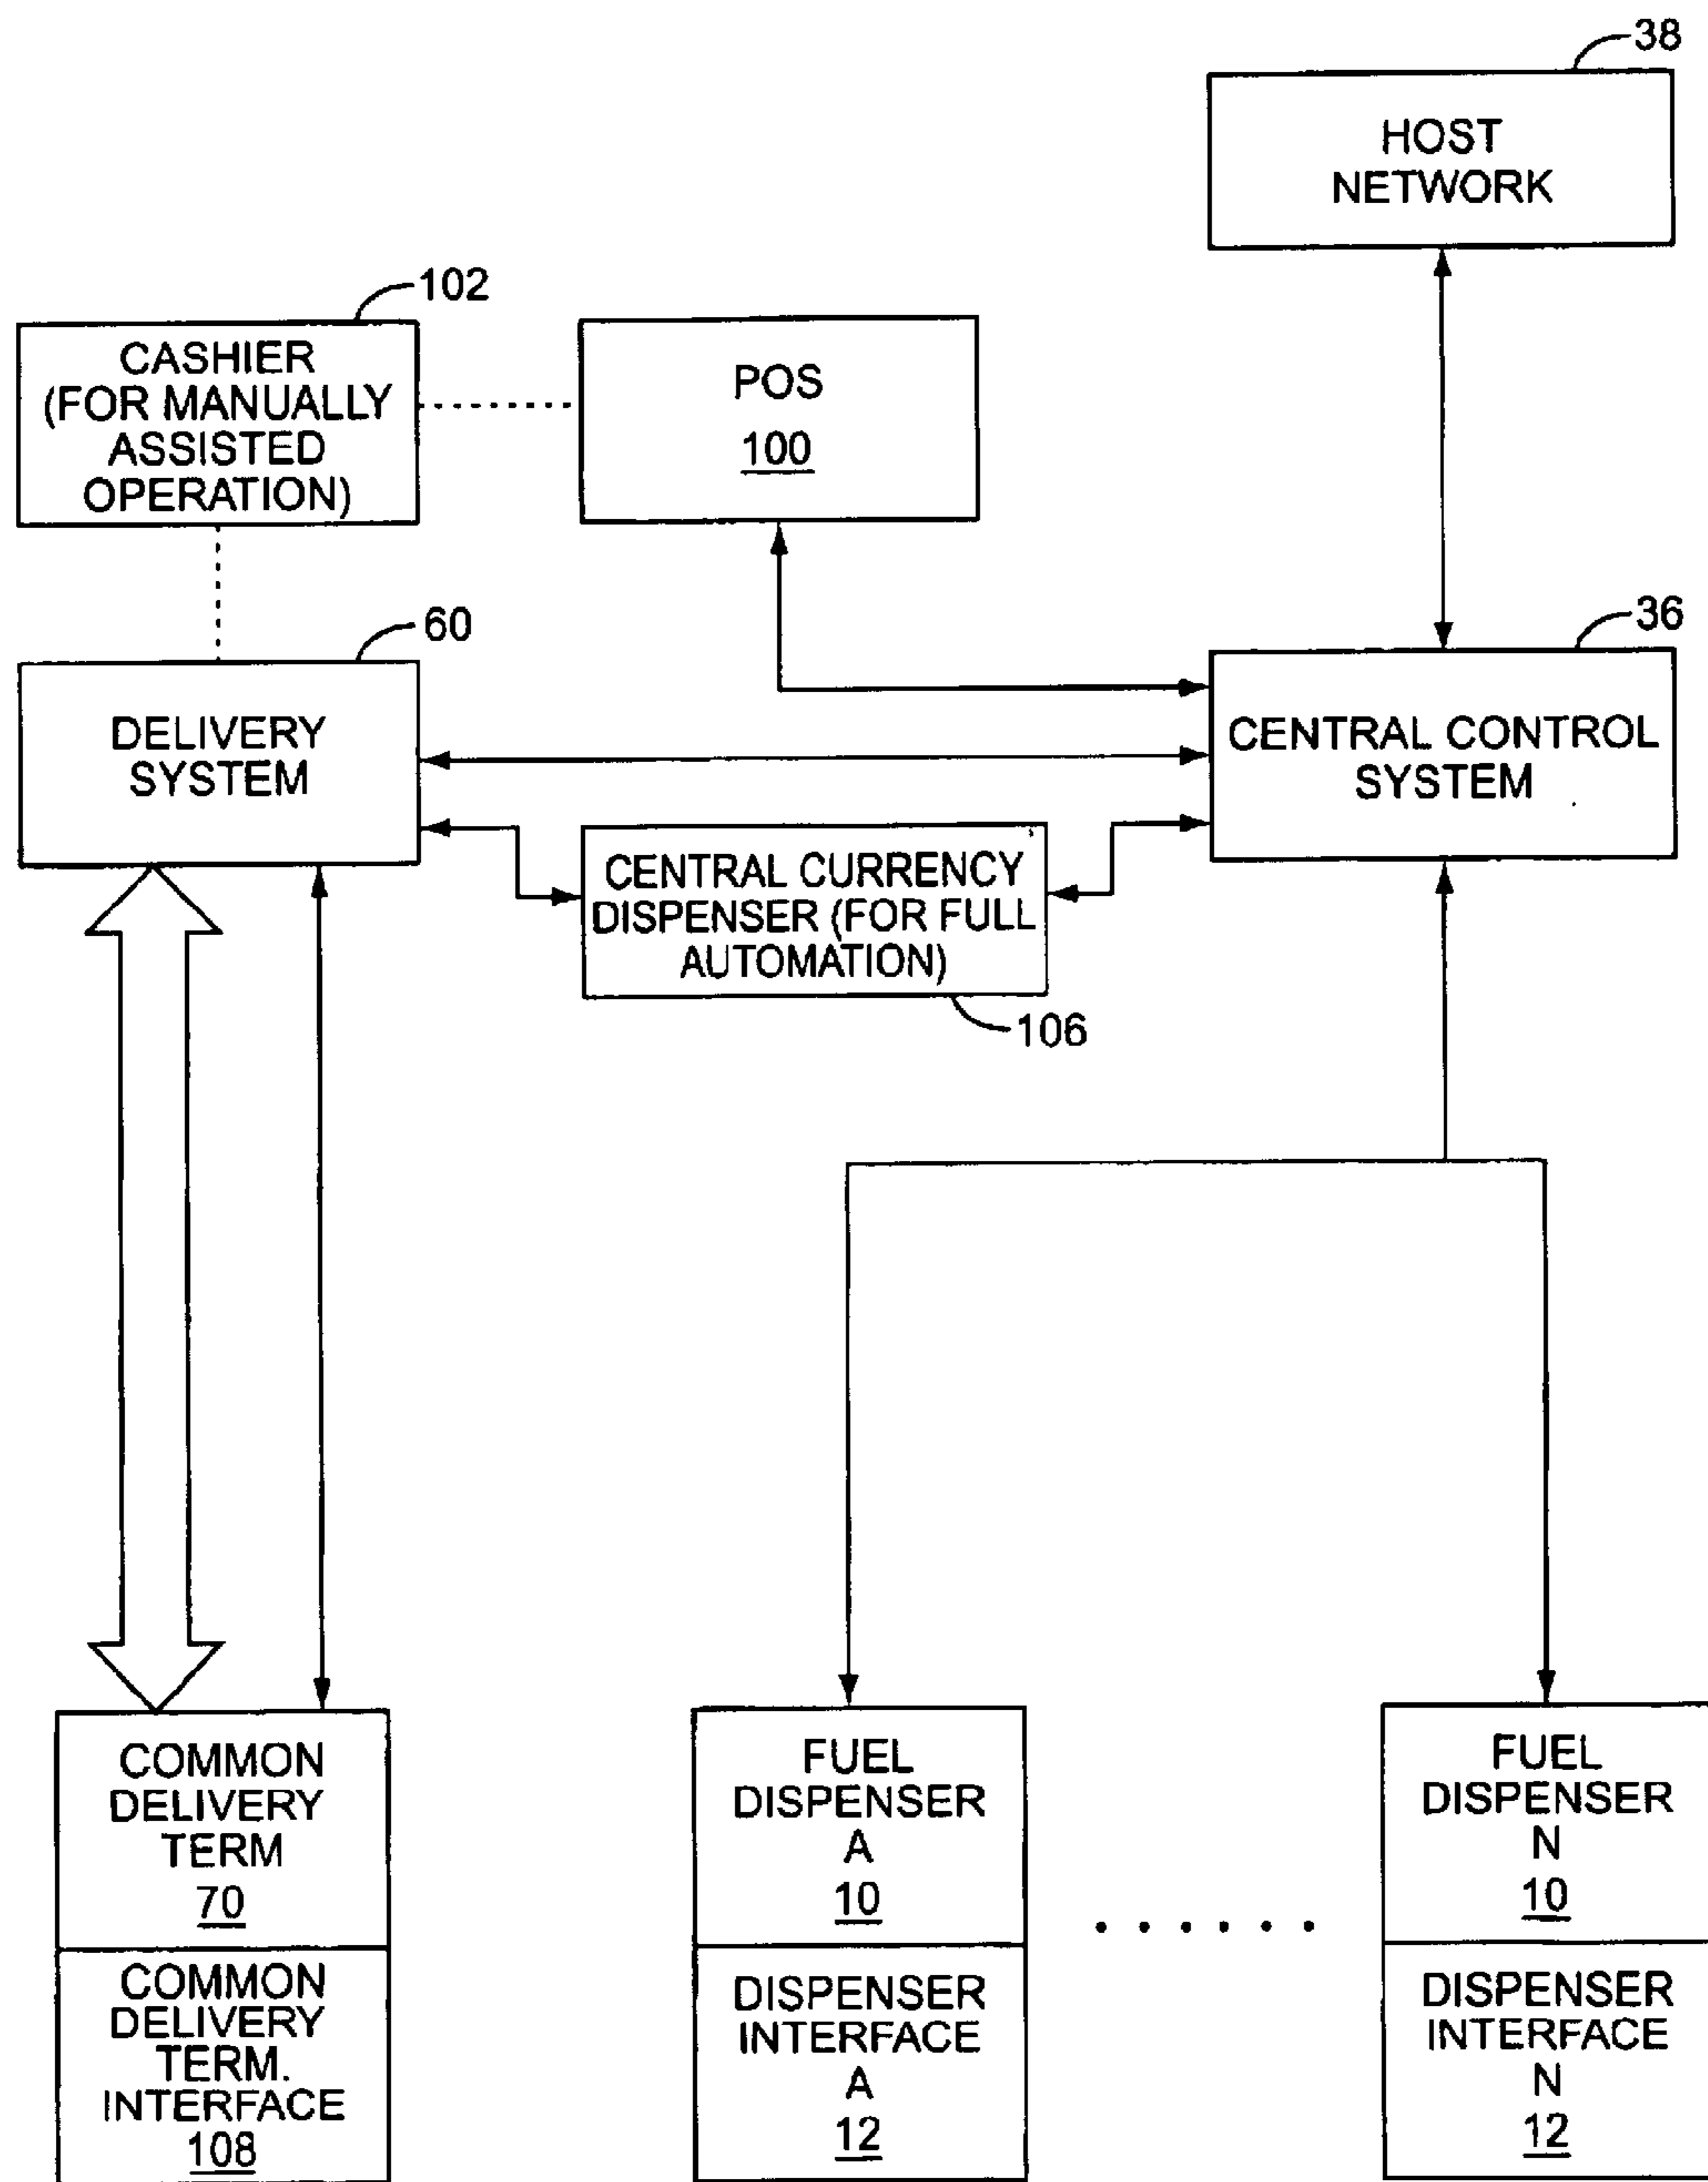 38
HOST
NETWORK
102
CASHIER
(FOR MANUALLY
ASSISTED
OPERATION)
POS
100
60
DELIVERY
SYSTEM
36
CENTRAL CONTROL
SYSTEM
CENTRAL CURRENCY
DISPENSER (FOR FULL
AUTOMATION)
106
COMMON
DELIVERY
TERM
70
COMMON
DELIVERY
TERM.
INTERFACE
108
FUEL
DISPENSER
A
10
DISPENSER
INTERFACE
A
12
FUEL
DISPENSER
N
10
DISPENSER
INTERFACE
N
12